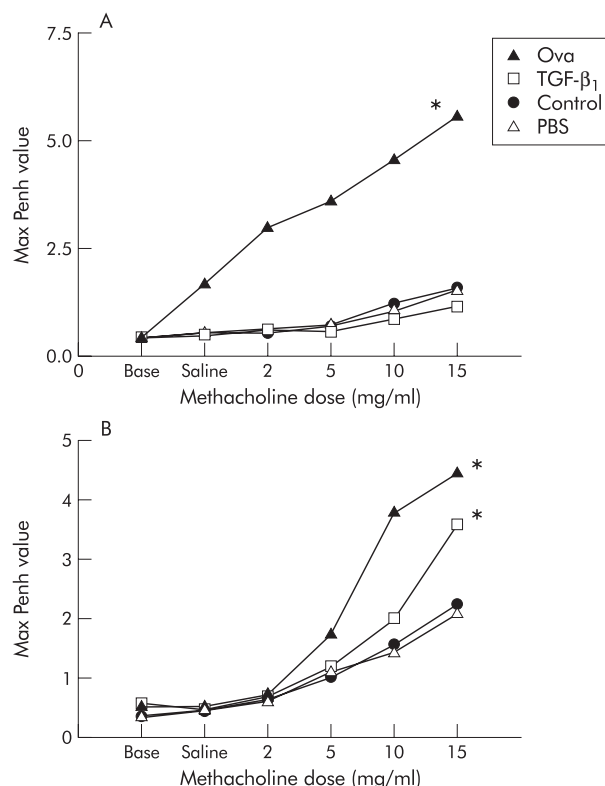 A
7.5
5.0
2.5
0.0
Max Penh value
0 Base Saline 2 5 10 15
Methacholine dose (mg/ml)
*
Ova
TGF-β₁
Control
PBS
B
5
4
3
2
1
0
Max Penh value
Base Saline 2 5 10 15
Methacholine dose (mg/ml)
*
*